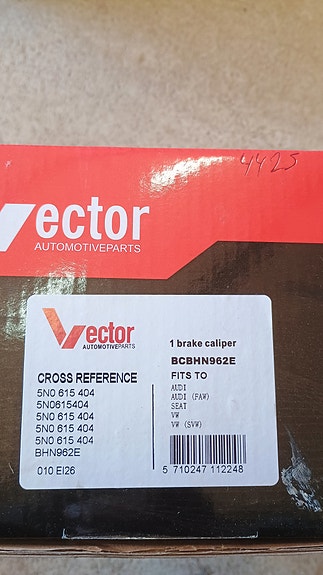 4425
Vector
AUTOMOTIVEPARTS
Vector
AUTOMOTIVEPARTS
CROSS REFERENCE
5N0 615 404
5N0615404
5N0 615 404
5N0 615 404
5N0 615 404
BHN962E
010 EI26
1 brake caliper
BCBHN962E
FITS TO
AUDI
AUDI (FAW)
SEAT
VW
VW (SVW)
5 710247 112248